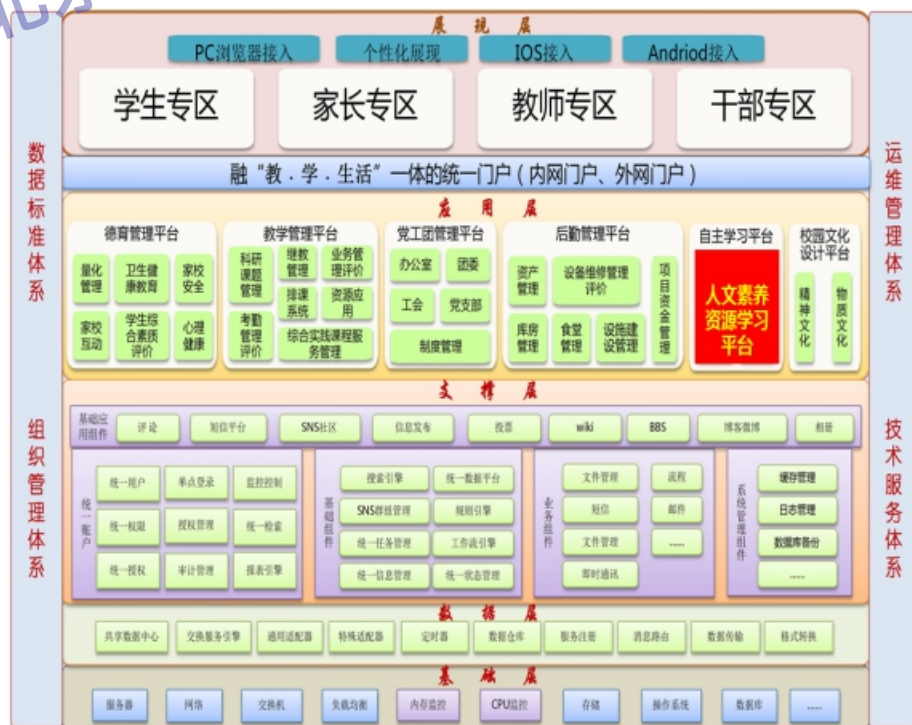 北京
展 现 层
PC浏览器接入 个性化展现 IOS接入 Andriod接入
学生专区 家长专区 教师专区 干部专区
融“教．学．生活”一体的统一门户（内网门户、外网门户）
应 用 层
德育管理平台
量化管理 卫生健康教育 家校安全
家校互动 学生综合素质评价 心理健康
教学管理平台
科研课题管理 继教管理 业务管理评价
排课系统 资源应用
考勤管理评价 综合实践课程服务管理
党工团管理平台
办公室 团委
工会 党支部
制度管理
后勤管理平台
资产管理 设备维修管理评价 项目资金管理
库房管理 食堂管理 设施建设管理
自主学习平台
人文素养
资源学习
平台
校园文化
设计平台
精神文化 物质文化
支 撑 层
基础应用组件 评论 短信平台 SNS社区 信息发布 投票 wiki BBS 博客微博 相册
统一账户
统一用户 单点登录 监控控制
统一权限 授权管理 统一检索
统一授权 审计管理 报表引擎
基础组件
搜索引擎 统一数据平台
SNS群组管理 规则引擎
统一任务管理 工作流引擎
统一信息管理 统一状态管理
业务组件
文件管理 流程
短信 邮件
文件管理 ......
即时通讯
系统管理组件
缓存管理
日志管理
数据库备份
......
数 据 层
共享数据中心 交换服务引擎 通用适配器 特殊适配器 定时器 数据仓库 服务注册 消息路由 数据传输 格式转换
基 础 层
服务器 网络 交换机 负载均衡 内存监控 CPU监控 存储 操作系统 数据库 ......
数据标准体系
组织管理体系
运维管理体系
技术服务体系